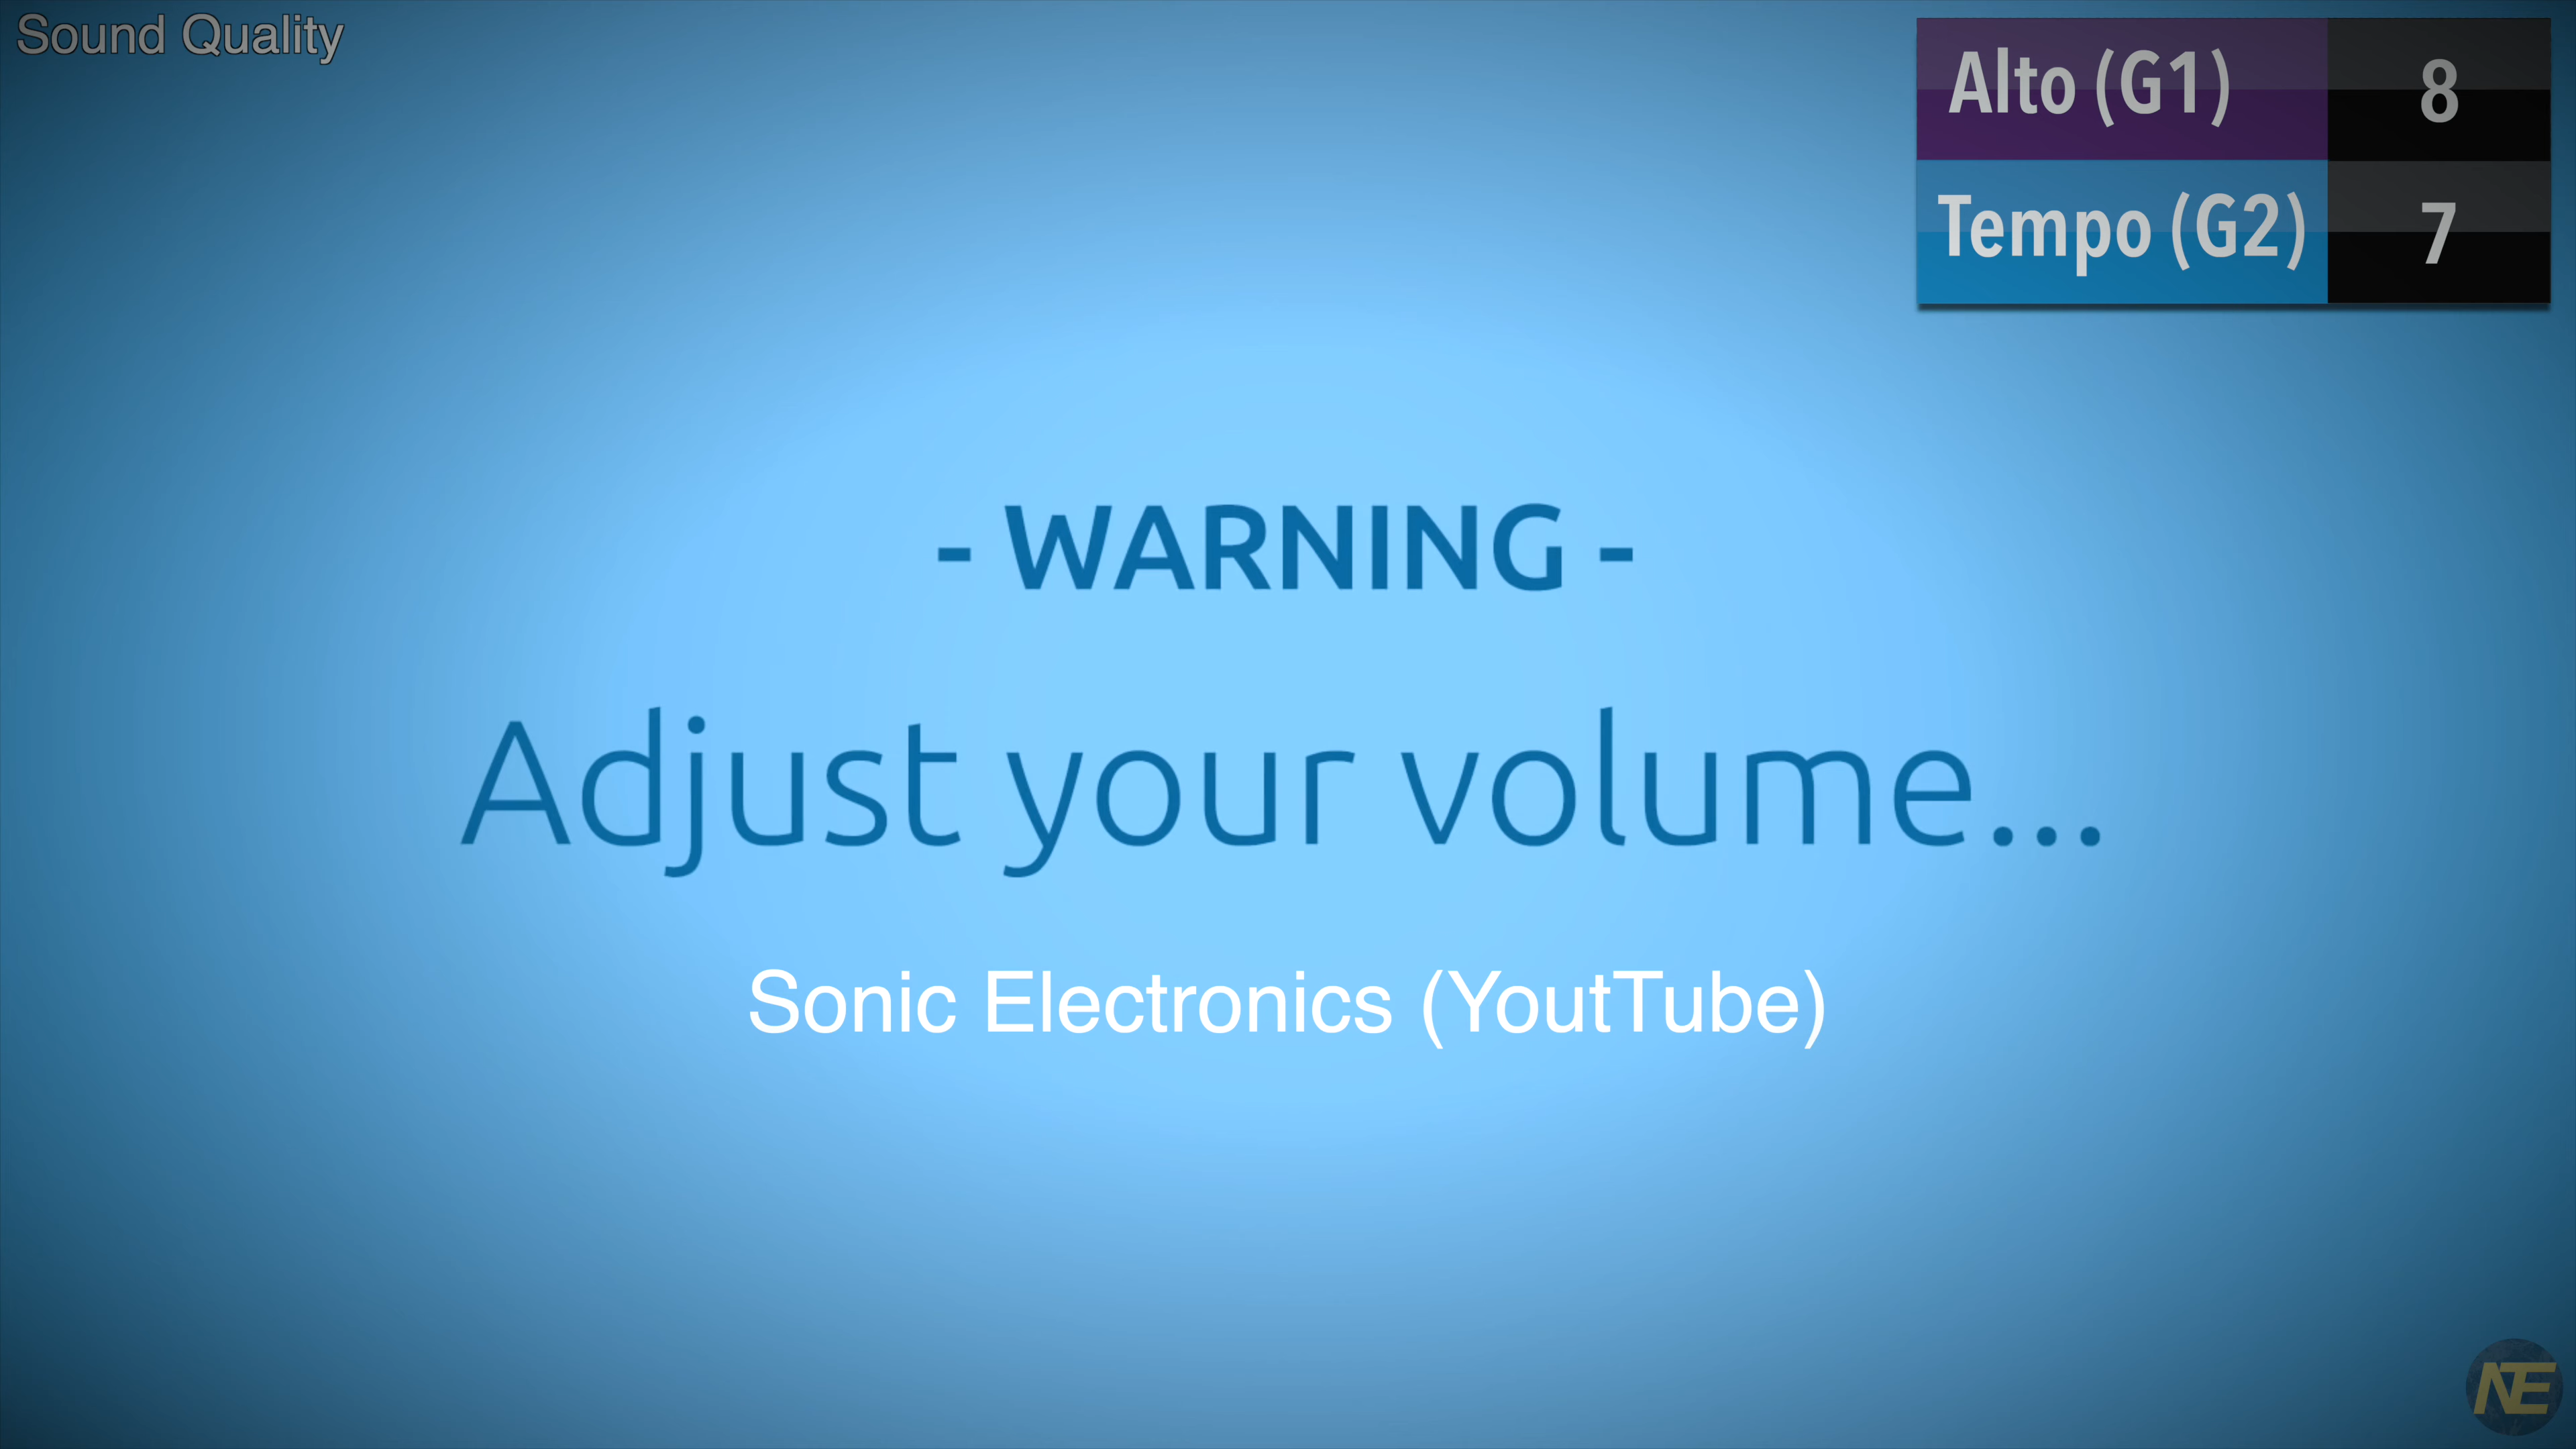 Sound Quality
Alto (G1) 8
Tempo (G2) 7
- WARNING -
Adjust your volume...
Sonic Electronics (YoutTube)
NE